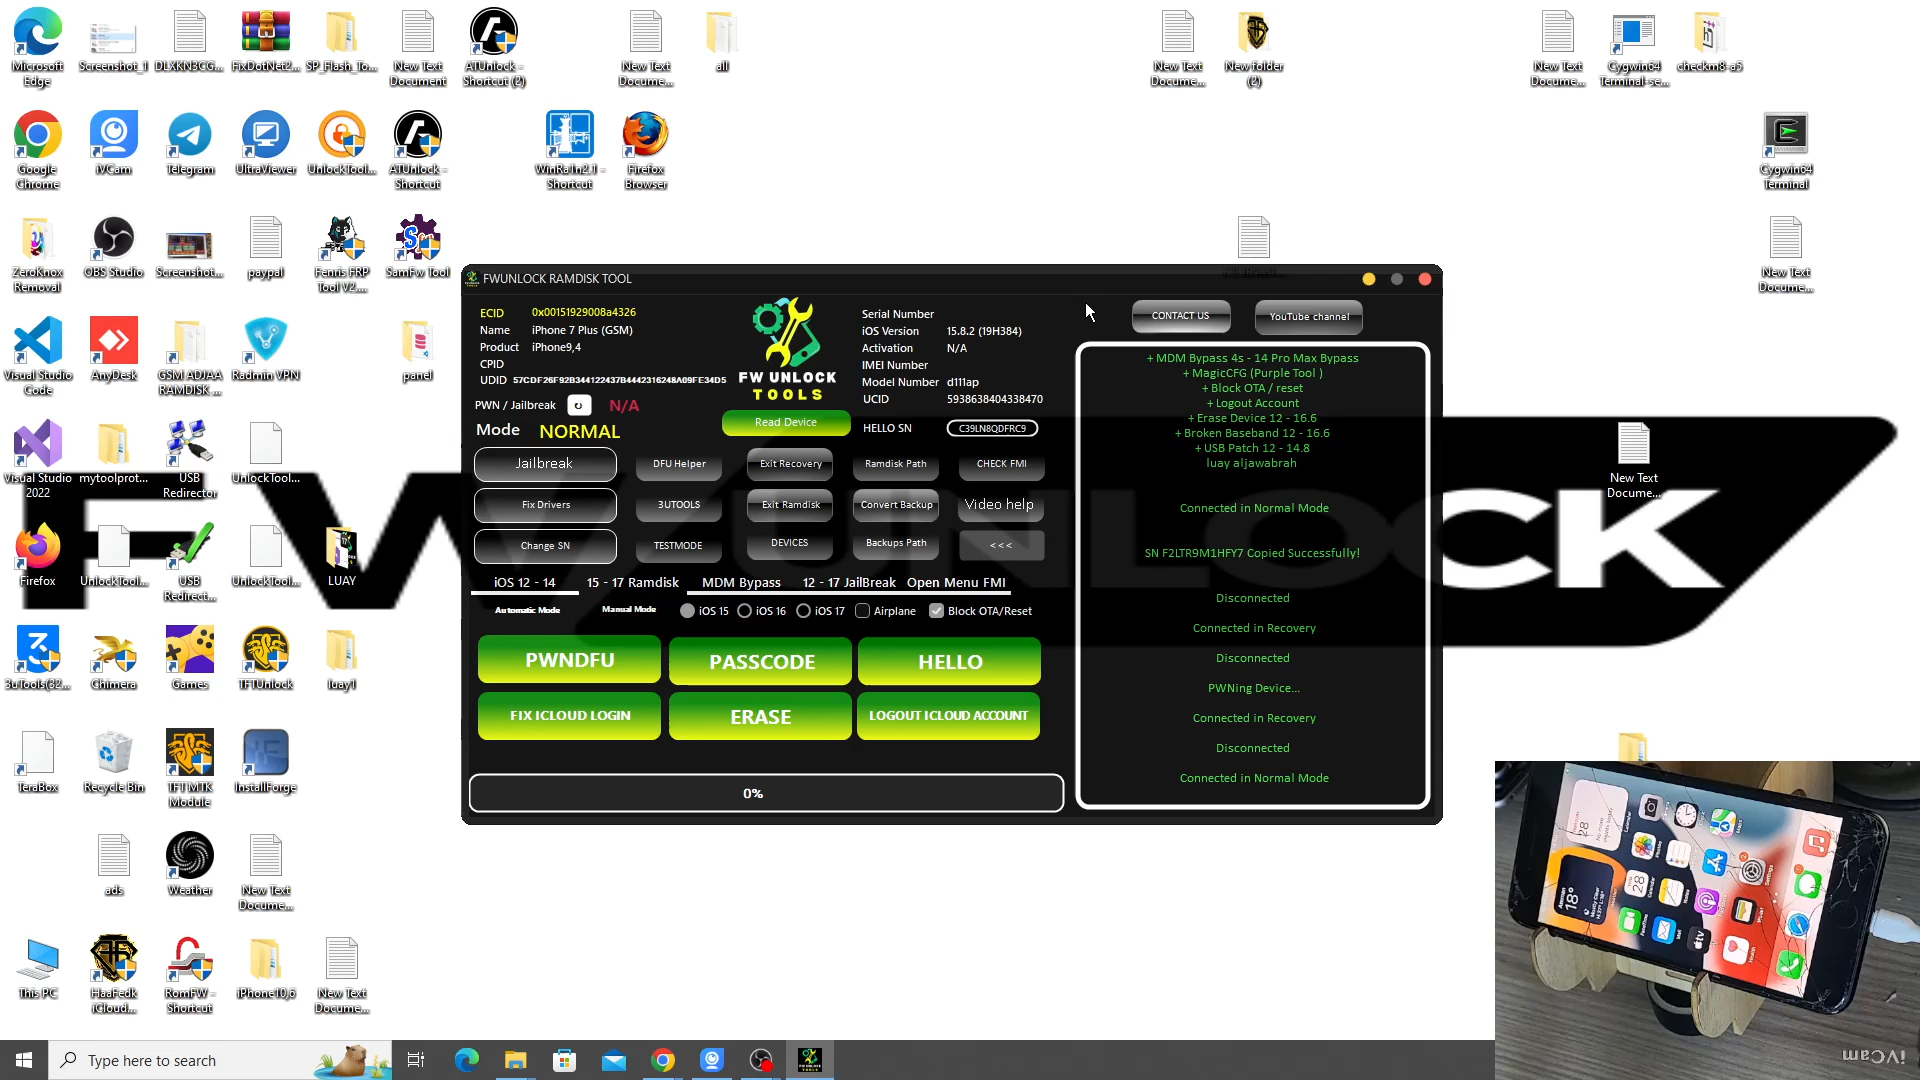 Microsoft
Edge
Screenshot_1
DLXKN3CG...
FixDotNet2...
SP_Flash_To...
New Text
Document
ATUnlock -
Shortcut (2)
New Text
Docume...
all
New Text
Docume...
New folder
(2)
New Text
Docume...
Cygwin64
Terminal-se...
checkm8-a5
Google
Chrome
iVCam
Telegram
UltraViewer
UnlockTool...
ATUnlock -
Shortcut
WinRa1n2.1 -
Shortcut
Firefox
Browser
Cygwin64
Terminal
ZeroKnox
Removal
OBS Studio
Screenshot...
paypal
Fenris FRP
Tool V2....
SamFw Tool
New Text
Docume...
Visual Studio
Code
AnyDesk
GSM ADJAA
RAMDISK ...
Radmin VPN
panel
Visual Studio
2022
mytoolprot...
USB
Redirector
UnlockTool...
New Text
Docume...
Firefox
UnlockTool...
USB
Redirect...
UnlockTool...
LUAY
3uTools(32...
Chimera
Games
TFTUnlock
luay1
TeraBox
Recycle Bin
TFT MTK
Module
InstallForge
ads
Weather
New Text
Docume...
This PC
HaaFedk
iCloud...
RomFW -
Shortcut
iPhone10,6
New Text
Docume...
FWUNLOCK RAMDISK TOOL
ECID 0x00151929008a4326
Name iPhone 7 Plus (GSM)
Product iPhone9,4
CPID
UDID 57CDF26F92B344122437B4442316248A09FE34D5
PWN / Jailbreak N/A
Mode NORMAL
FW UNLOCK
TOOLS
Read Device
Serial Number
iOS Version 15.8.2 (19H384)
Activation N/A
IMEI Number
Model Number d111ap
UCID 5938638404338470
HELLO SN C39LN8QDFRC9
CONTACT US
YouTube channel
Jailbreak
DFU Helper
Exit Recovery
Ramdisk Path
CHECK FMI
Fix Drivers
3UTOOLS
Exit Ramdisk
Convert Backup
Video help
Change SN
TESTMODE
DEVICES
Backups Path
<<<
iOS 12 - 14
15 - 17 Ramdisk
MDM Bypass
12 - 17 JailBreak
Open Menu FMI
Automatic Mode
Manual Mode
iOS 15
iOS 16
iOS 17
Airplane
Block OTA/Reset
PWNDFU
PASSCODE
HELLO
FIX ICLOUD LOGIN
ERASE
LOGOUT ICLOUD ACCOUNT
0%
+ MDM Bypass 4s - 14 Pro Max Bypass
+ MagicCFG (Purple Tool )
+ Block OTA / reset
+ Logout Account
+ Erase Device 12 - 16.6
+ Broken Baseband 12 - 16.6
+ USB Patch 12 - 14.8
luay aljawabrah
Connected in Normal Mode
SN F2LTR9M1HFY7 Copied Successfully!
Disconnected
Connected in Recovery
Disconnected
PWNing Device...
Connected in Recovery
Disconnected
Connected in Normal Mode
FW UNLOCK
18°
28
iVCam
Type here to search